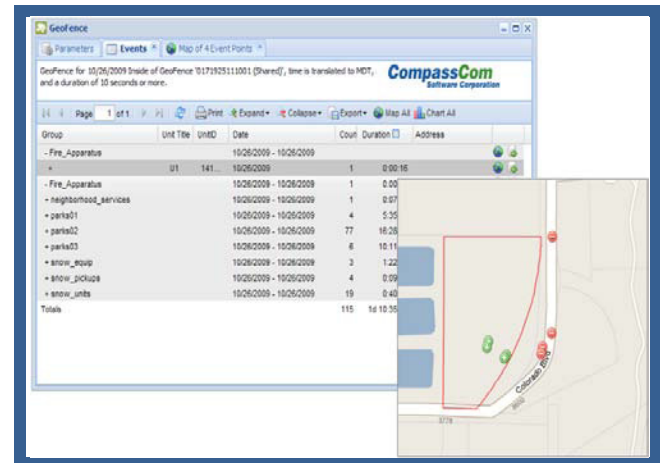 GeoFence
Parameters Events Map of 4 Event Points
GeoFence for 10/26/2009 Inside of GeoFence '0171925111001 (Shared)', time is translated to MDT,
and a duration of 10 seconds or more.
CompassCom
Software Corporation
Page 1 of 1 Print Expand Colapse Export Map All Chart All
Group Unit Title UnitID Date Coun Duration Address
- Fire_Apparatus 10/26/2009 - 10/26/2009
+ U1 141... 10/26/2009 1 0:00:16
- Fire_Apparatus 10/26/2009 - 10/26/2009 1 0:00
+ neighborhood_services 10/26/2009 - 10/26/2009 1 0:07
+ parks01 10/26/2009 - 10/26/2009 4 5:35
+ parks02 10/26/2009 - 10/26/2009 77 16:28
+ parks03 10/26/2009 - 10/26/2009 6 10:11
+ snow_equip 10/26/2009 - 10/26/2009 3 1:22
+ snow_pickups 10/26/2009 - 10/26/2009 4 0:09
+ snow_units 10/26/2009 - 10/26/2009 19 0:40
Totals 115 1d 10:35
Colorado Blvd